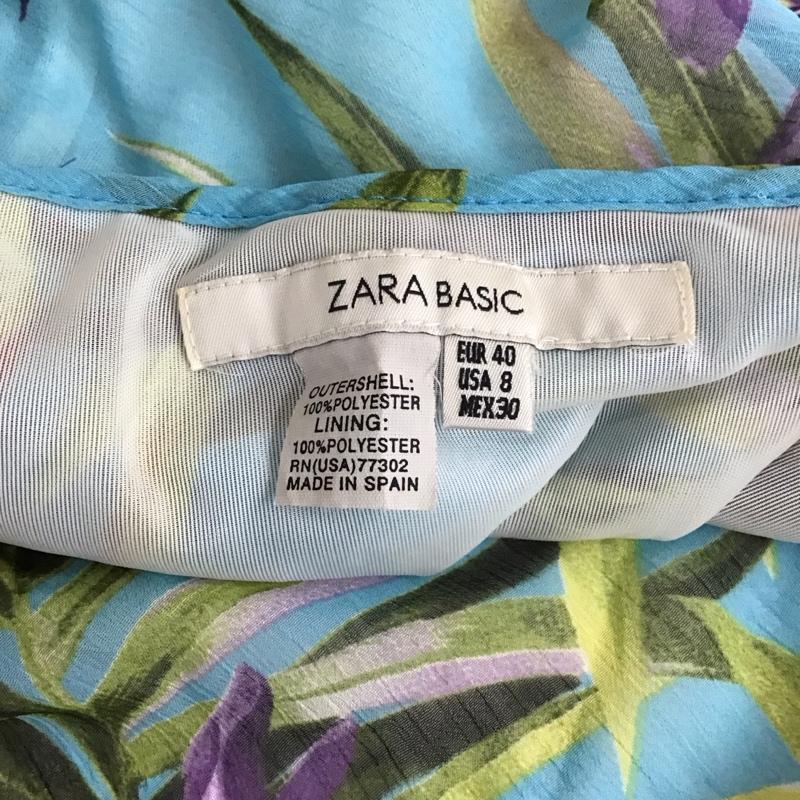 ZARA BASIC
OUTERSHELL:
100%POLYESTER
LINING:
100%POLYESTER
RN(USA)77302
MADE IN SPAIN
EUR 40
USA 8
MEX30